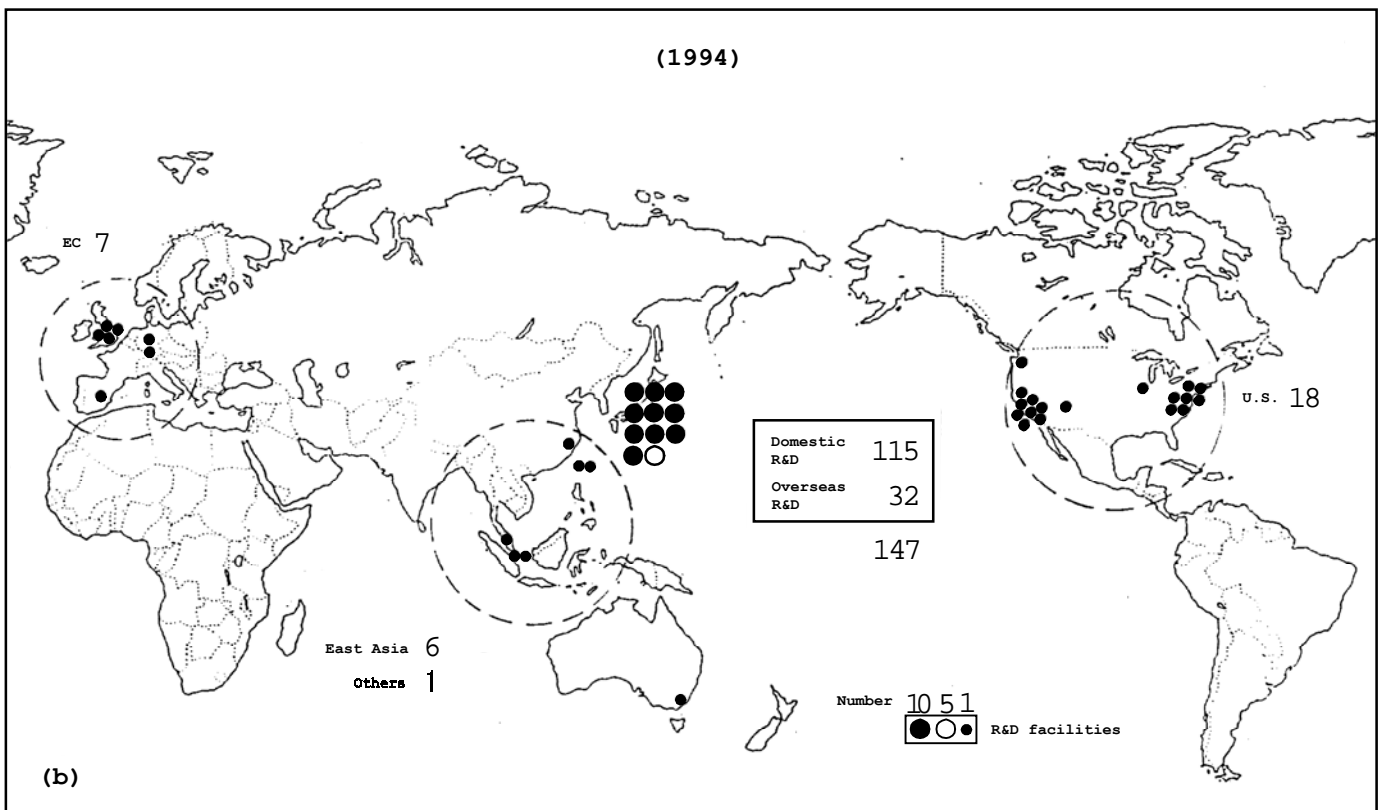 (1994)
EC 7
U.S. 18
Domestic R&D 115
Overseas R&D 32
147
East Asia 6
Others 1
Number 10 5 1
R&D facilities
(b)